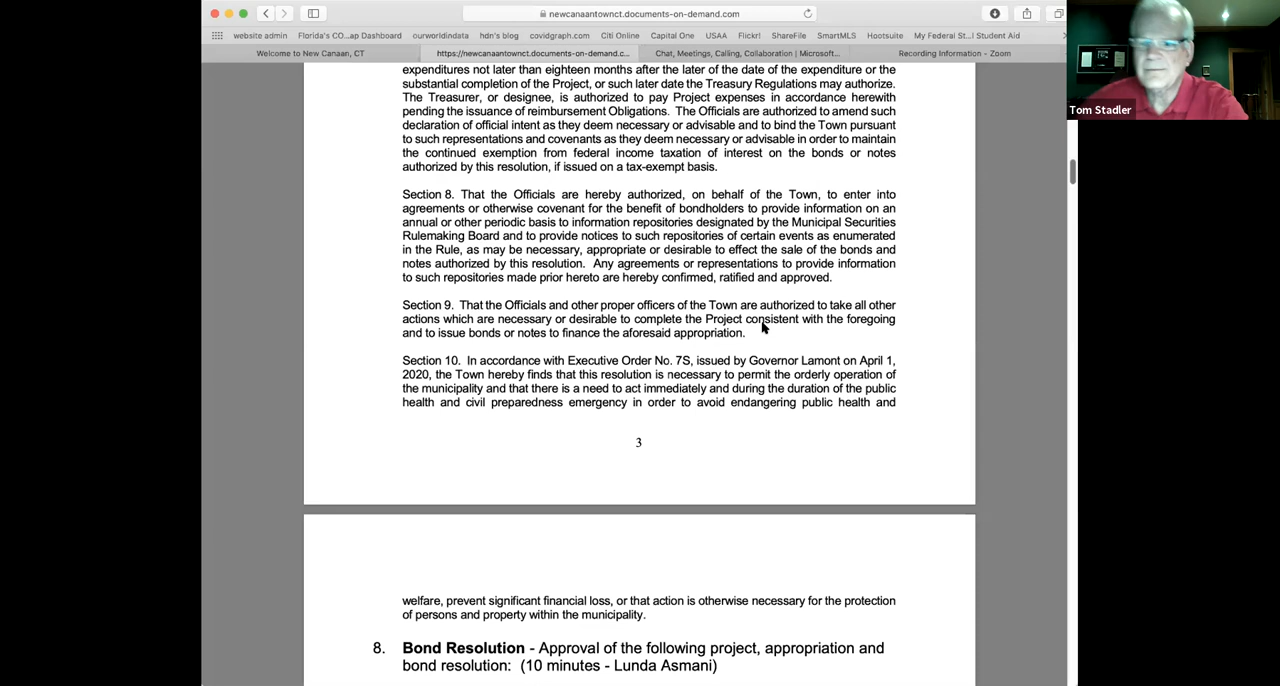 newcanaantownct.documents-on-demand.com
website admin Florida's CO...ap Dashboard ourworldindata hdn's blog covidgraph.com Citi Online Capital One USAA Flickr! ShareFile SmartMLS Hootsuite My Federal St...l Student Aid
Welcome to New Canaan, CT https://newcanaantownct.documents-on-demand.c... Chat, Meetings, Calling, Collaboration | Microsoft... Recording Information - Zoom
Tom Stadler
expenditures not later than eighteen months after the later of the date of the expenditure or the
substantial completion of the Project, or such later date the Treasury Regulations may authorize.
The Treasurer, or designee, is authorized to pay Project expenses in accordance herewith
pending the issuance of reimbursement Obligations. The Officials are authorized to amend such
declaration of official intent as they deem necessary or advisable and to bind the Town pursuant
to such representations and covenants as they deem necessary or advisable in order to maintain
the continued exemption from federal income taxation of interest on the bonds or notes
authorized by this resolution, if issued on a tax-exempt basis.
Section 8. That the Officials are hereby authorized, on behalf of the Town, to enter into
agreements or otherwise covenant for the benefit of bondholders to provide information on an
annual or other periodic basis to information repositories designated by the Municipal Securities
Rulemaking Board and to provide notices to such repositories of certain events as enumerated
in the Rule, as may be necessary, appropriate or desirable to effect the sale of the bonds and
notes authorized by this resolution. Any agreements or representations to provide information
to such repositories made prior hereto are hereby confirmed, ratified and approved.
Section 9. That the Officials and other proper officers of the Town are authorized to take all other
actions which are necessary or desirable to complete the Project consistent with the foregoing
and to issue bonds or notes to finance the aforesaid appropriation.
Section 10. In accordance with Executive Order No. 7S, issued by Governor Lamont on April 1,
2020, the Town hereby finds that this resolution is necessary to permit the orderly operation of
the municipality and that there is a need to act immediately and during the duration of the public
health and civil preparedness emergency in order to avoid endangering public health and
3
welfare, prevent significant financial loss, or that action is otherwise necessary for the protection
of persons and property within the municipality.
8. Bond Resolution - Approval of the following project, appropriation and
bond resolution: (10 minutes - Lunda Asmani)